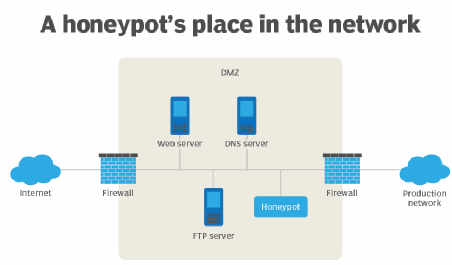 A honeypot's place in the network
DMZ
Web server
DNS server
Internet
Firewall
Firewall
Production
network
Honeypot
FTP server